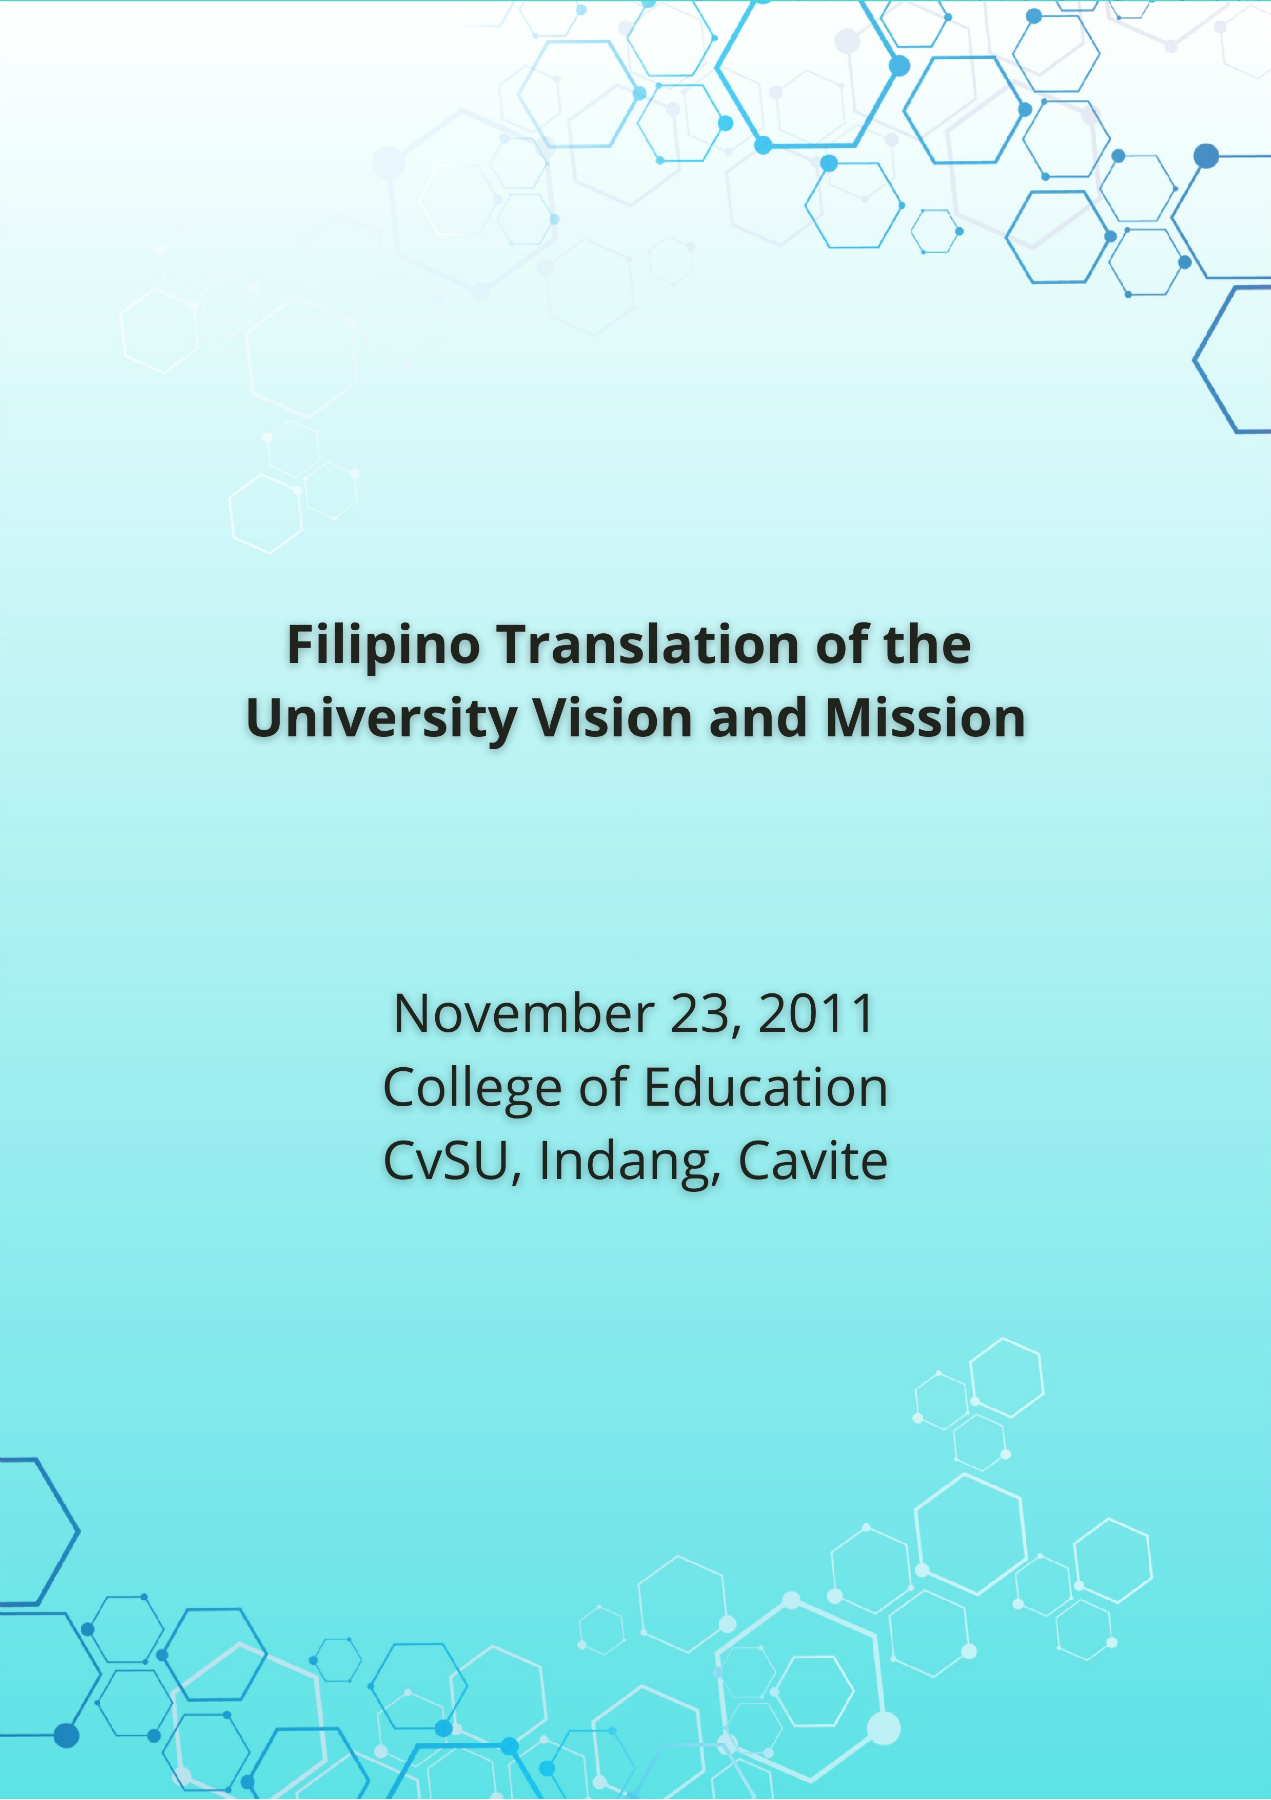 Filipino Translation of the
University Vision and Mission
November 23, 2011
College of Education
CvSU, Indang, Cavite